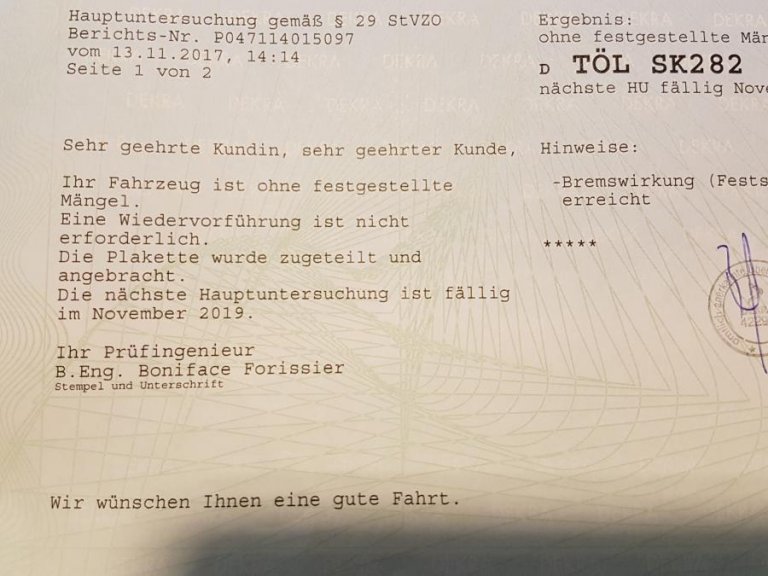 Hauptuntersuchung gemäß § 29 StVZO
Berichts-Nr. P047114015097
vom 13.11.2017, 14:14
Seite 1 von 2
Ergebnis:
ohne festgestellte
D TÖL SK282
nächste HU fällig
Sehr geehrte Kundin, sehr geehrter Kunde,
Ihr Fahrzeug ist ohne festgestellte
Mängel.
Eine Wiedervorführung ist nicht
erforderlich.
Die Plakette wurde zugeteilt und
angebracht.
Die nächste Hauptuntersuchung ist fällig
im November 2019.
Hinweise:
-Bremswirkung (Fests
erreicht
*****
Ihr Prüfingenieur
B.Eng. Boniface Forissier
Stempel und Unterschrift
Wir wünschen Ihnen eine gute Fahrt.